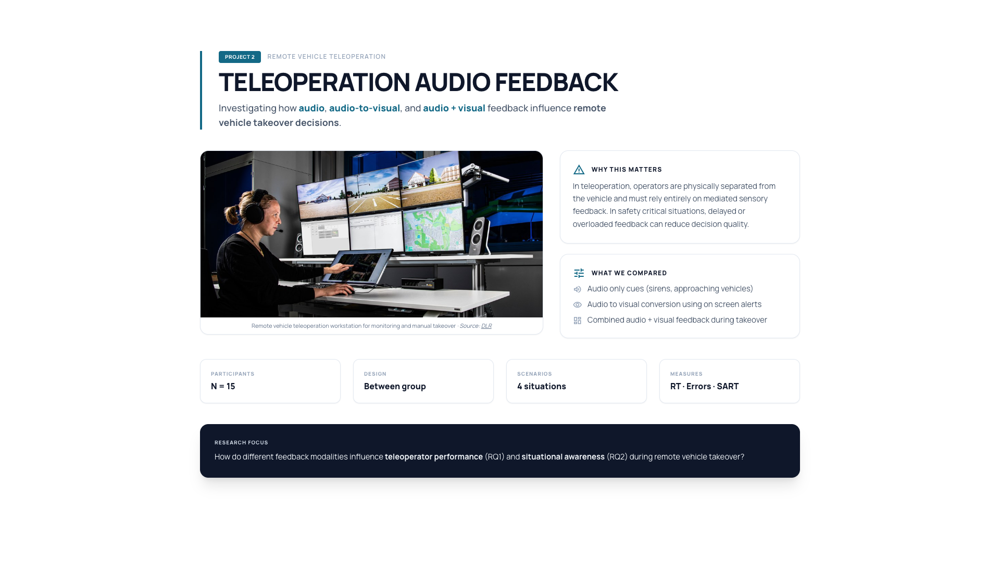 PROJECT 2 REMOTE VEHICLE TELEOPERATION
TELEOPERATION AUDIO FEEDBACK
Investigating how audio, audio-to-visual, and audio + visual feedback influence remote
vehicle takeover decisions.
Remote vehicle teleoperation workstation for monitoring and manual takeover · Source: DLR
WHY THIS MATTERS
In teleoperation, operators are physically separated from
the vehicle and must rely entirely on mediated sensory
feedback. In safety critical situations, delayed or
overloaded feedback can reduce decision quality.
WHAT WE COMPARED
Audio only cues (sirens, approaching vehicles)
Audio to visual conversion using on screen alerts
Combined audio + visual feedback during takeover
PARTICIPANTS
N = 15
DESIGN
Between group
SCENARIOS
4 situations
MEASURES
RT · Errors · SART
RESEARCH FOCUS
How do different feedback modalities influence teleoperator performance (RQ1) and situational awareness (RQ2) during remote vehicle takeover?